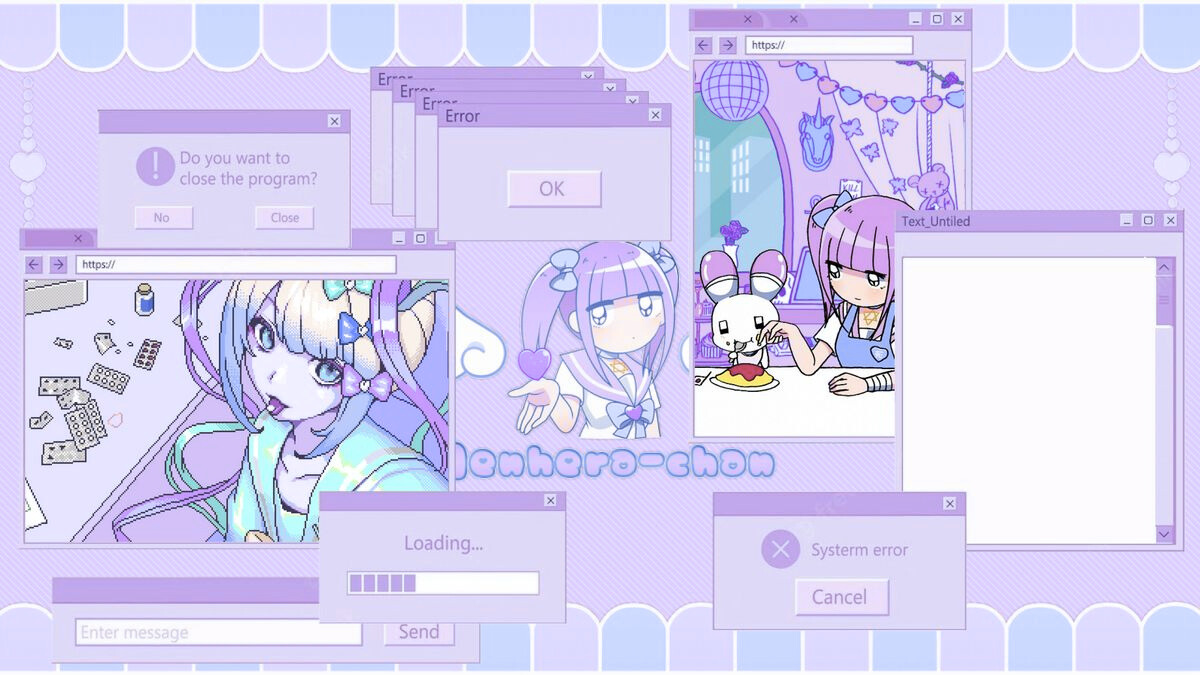 https://
Error
Error
Error
Error
OK
Do you want to
close the program?
No
Close
https://
KILL
Text_Untiled
Menhera-chan
Loading...
Systerm error
Cancel
Enter message
Send